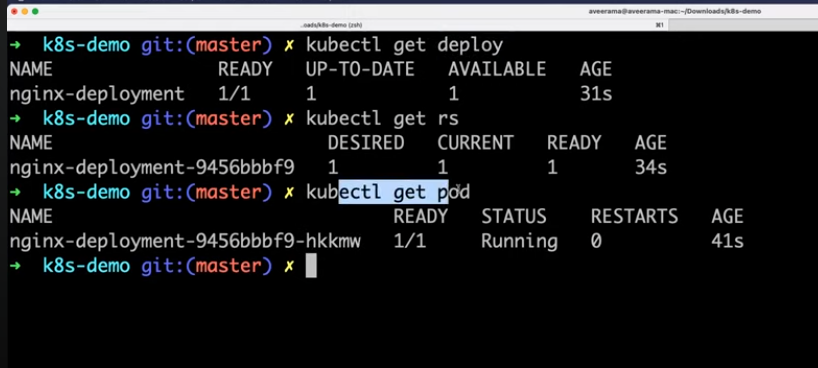 aveerama@aveerama-mac:~/Downloads/k8s-demo
..oads/k8s-demo (zsh) ⌘1
➜ k8s-demo git:(master) ✗ kubectl get deploy
NAME READY UP-TO-DATE AVAILABLE AGE
nginx-deployment 1/1 1 1 31s
➜ k8s-demo git:(master) ✗ kubectl get rs
NAME DESIRED CURRENT READY AGE
nginx-deployment-9456bbbf9 1 1 1 34s
➜ k8s-demo git:(master) ✗ kubectl get pod
NAME READY STATUS RESTARTS AGE
nginx-deployment-9456bbbf9-hkkmw 1/1 Running 0 41s
➜ k8s-demo git:(master) ✗